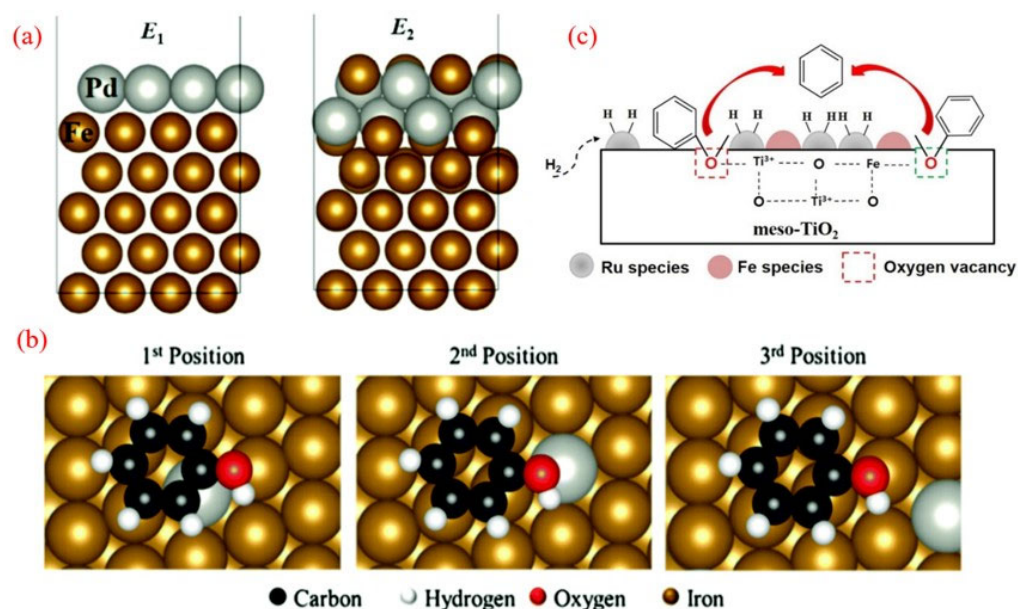 (a)
E₁
E₂
Pd
Fe
(c)
H H
H H H H
H₂
O Ti³⁺ O Fe O
O Ti³⁺ O
meso-TiO₂
Ru species Fe species Oxygen vacancy
(b)
1st Position 2nd Position 3rd Position
Carbon Hydrogen Oxygen Iron